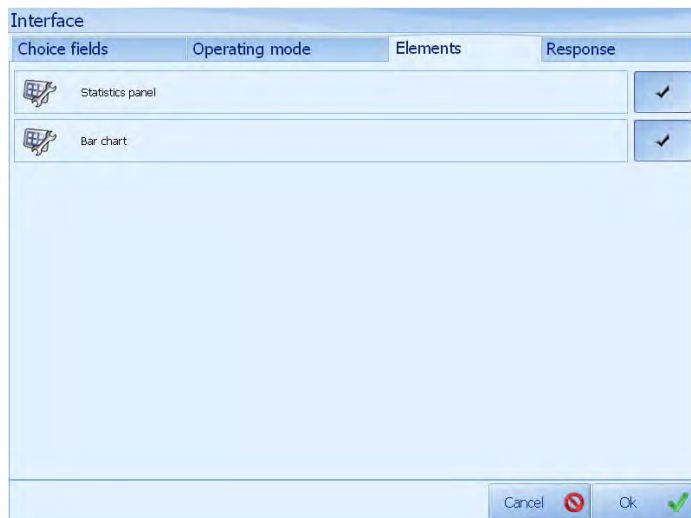 Interface
Choice fields Operating mode Elements Response
Statistics panel
Bar chart
Cancel Ok